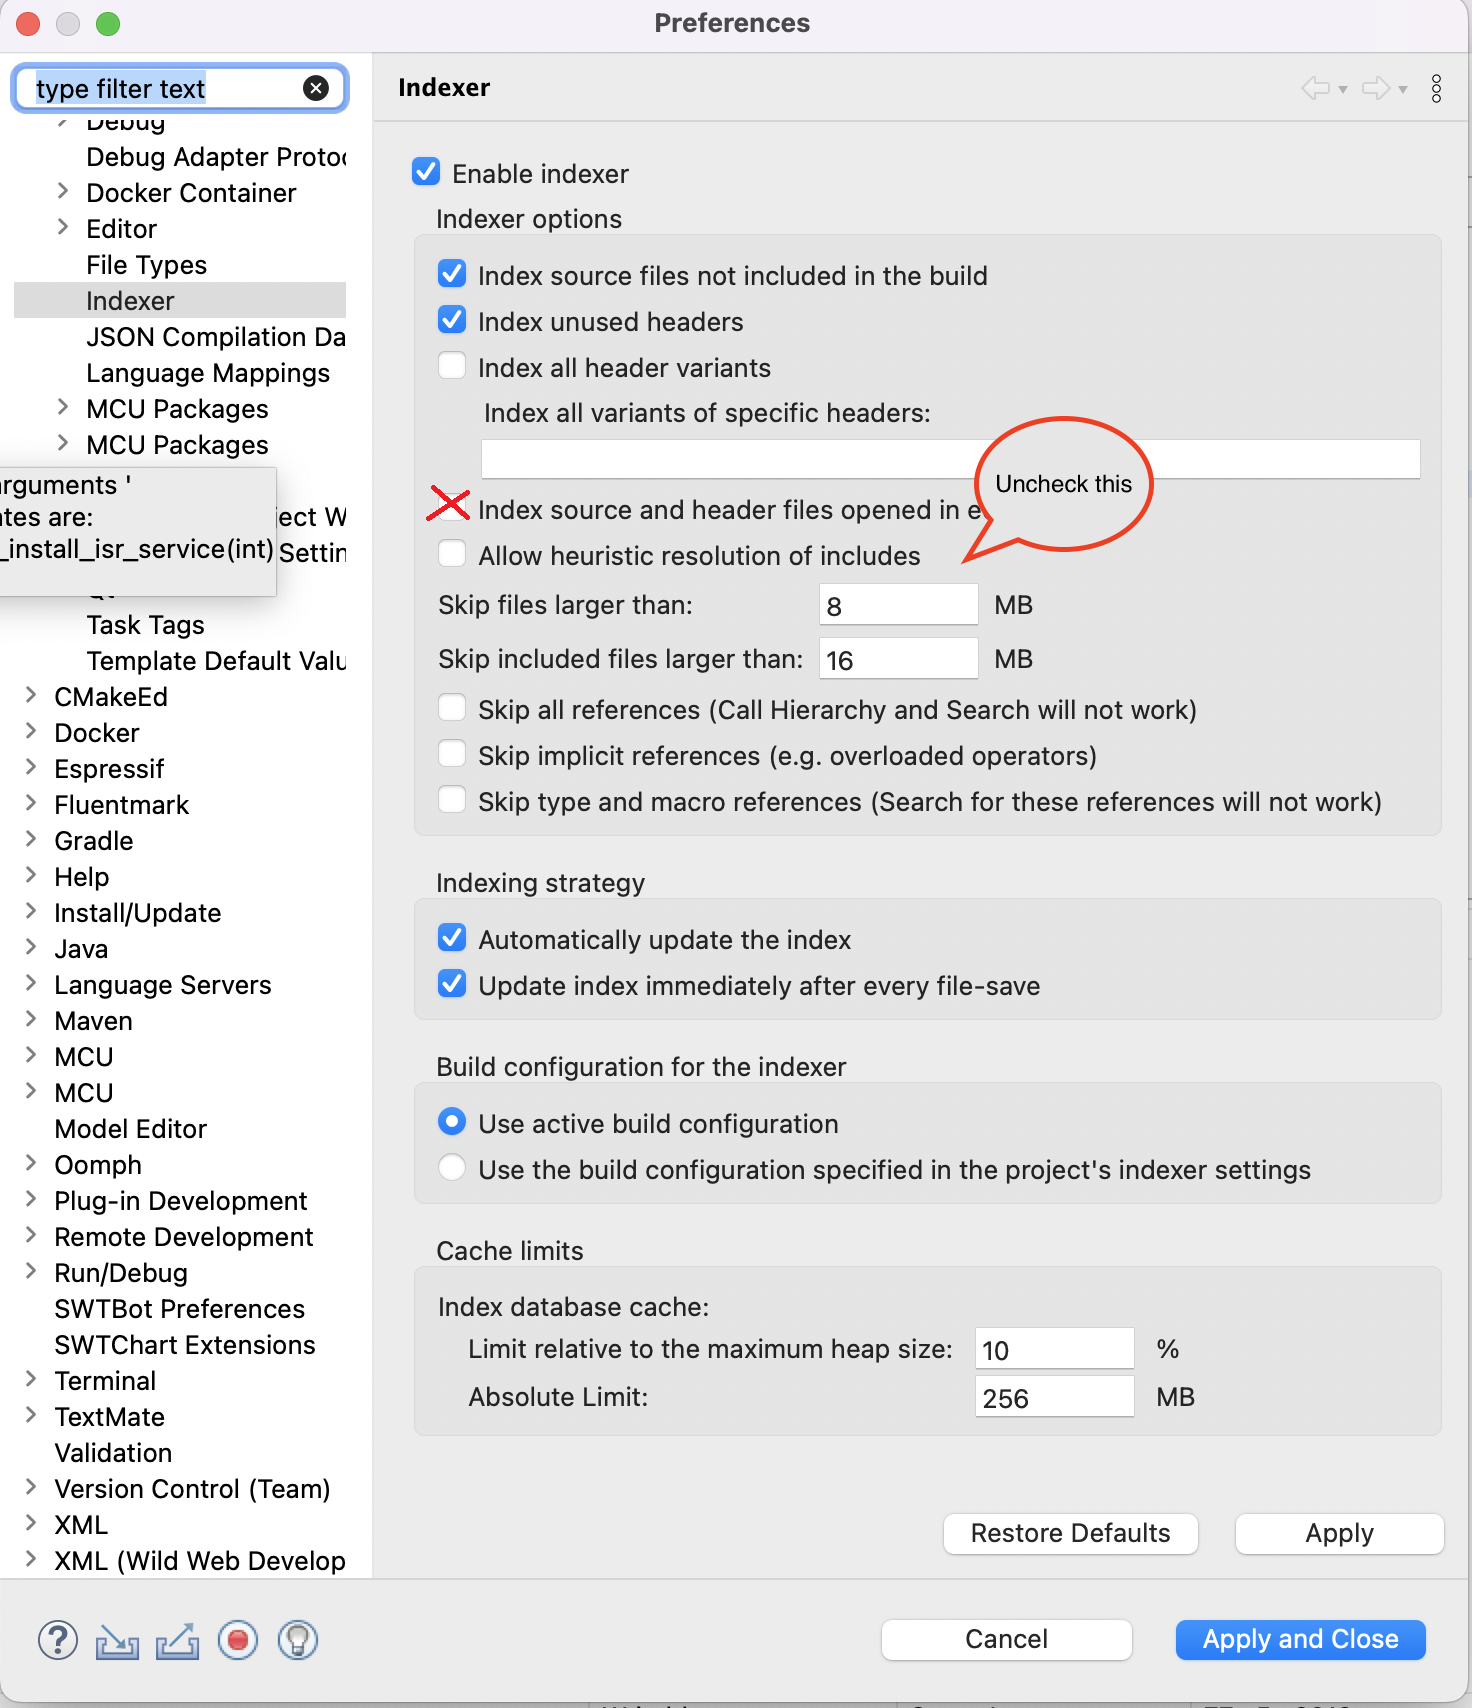 Preferences
type filter text
Debug
Debug Adapter Protoc
Docker Container
Editor
File Types
Indexer
JSON Compilation Da
Language Mappings
MCU Packages
MCU Packages
rguments '
tes are:
_install_isr_service(int)
ject W
Settin
Task Tags
Template Default Valu
CMakeEd
Docker
Espressif
Fluentmark
Gradle
Help
Install/Update
Java
Language Servers
Maven
MCU
MCU
Model Editor
Oomph
Plug-in Development
Remote Development
Run/Debug
SWTBot Preferences
SWTChart Extensions
Terminal
TextMate
Validation
Version Control (Team)
XML
XML (Wild Web Develop
Indexer
Enable indexer
Indexer options
Index source files not included in the build
Index unused headers
Index all header variants
Index all variants of specific headers:
Uncheck this
Index source and header files opened in e
Allow heuristic resolution of includes
Skip files larger than: 8 MB
Skip included files larger than: 16 MB
Skip all references (Call Hierarchy and Search will not work)
Skip implicit references (e.g. overloaded operators)
Skip type and macro references (Search for these references will not work)
Indexing strategy
Automatically update the index
Update index immediately after every file-save
Build configuration for the indexer
Use active build configuration
Use the build configuration specified in the project's indexer settings
Cache limits
Index database cache:
Limit relative to the maximum heap size: 10 %
Absolute Limit: 256 MB
Restore Defaults
Apply
Cancel
Apply and Close